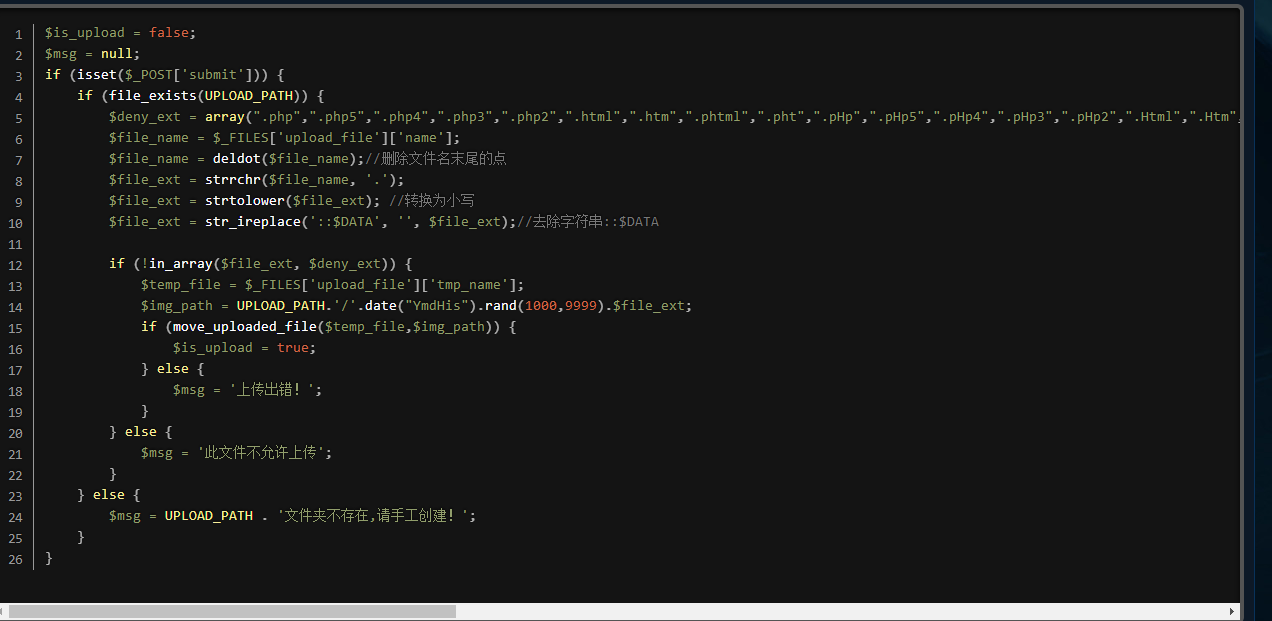 1 $is_upload = false;
2 $msg = null;
3 if (isset($_POST['submit'])) {
4     if (file_exists(UPLOAD_PATH)) {
5         $deny_ext = array(".php",".php5",".php4",".php3",".php2",".html",".htm",".phtml",".pht",".pHp",".pHp5",".pHp4",".pHp3",".pHp2",".Html",".Htm",
6         $file_name = $_FILES['upload_file']['name'];
7         $file_name = deldot($file_name);//删除文件名末尾的点
8         $file_ext = strrchr($file_name, '.');
9         $file_ext = strtolower($file_ext); //转换为小写
10         $file_ext = str_ireplace('::$DATA', '', $file_ext);//去除字符串::$DATA
11
12         if (!in_array($file_ext, $deny_ext)) {
13             $temp_file = $_FILES['upload_file']['tmp_name'];
14             $img_path = UPLOAD_PATH.'/'.date("YmdHis").rand(1000,9999).$file_ext;
15             if (move_uploaded_file($temp_file,$img_path)) {
16                 $is_upload = true;
17             } else {
18                 $msg = '上传出错！';
19             }
20         } else {
21             $msg = '此文件不允许上传';
22         }
23     } else {
24         $msg = UPLOAD_PATH . '文件夹不存在,请手工创建！';
25     }
26 }